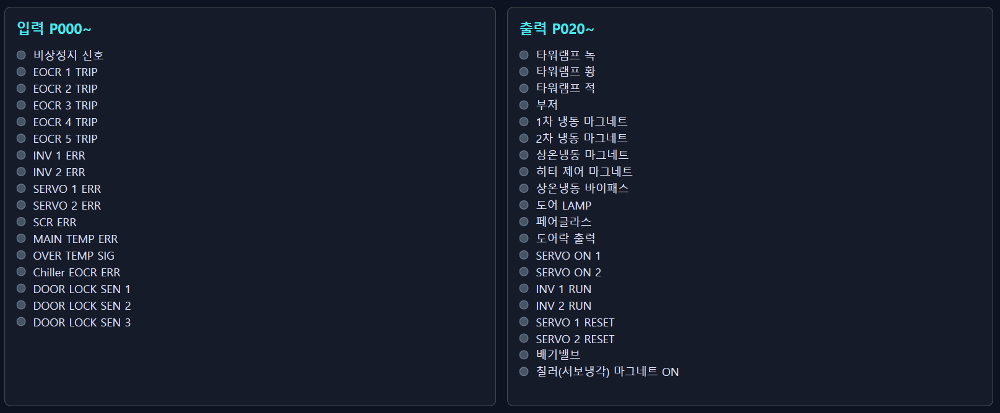 입력 P000~
비상정지 신호
EOCR 1 TRIP
EOCR 2 TRIP
EOCR 3 TRIP
EOCR 4 TRIP
EOCR 5 TRIP
INV 1 ERR
INV 2 ERR
SERVO 1 ERR
SERVO 2 ERR
SCR ERR
MAIN TEMP ERR
OVER TEMP SIG
Chiller EOCR ERR
DOOR LOCK SEN 1
DOOR LOCK SEN 2
DOOR LOCK SEN 3
출력 P020~
타워램프 녹
타워램프 황
타워램프 적
부저
1차 냉동 마그네트
2차 냉동 마그네트
상온냉동 마그네트
히터 제어 마그네트
상온냉동 바이패스
도어 LAMP
페어글라스
도어락 출력
SERVO ON 1
SERVO ON 2
INV 1 RUN
INV 2 RUN
SERVO 1 RESET
SERVO 2 RESET
배기밸브
칠러(서보냉각) 마그네트 ON